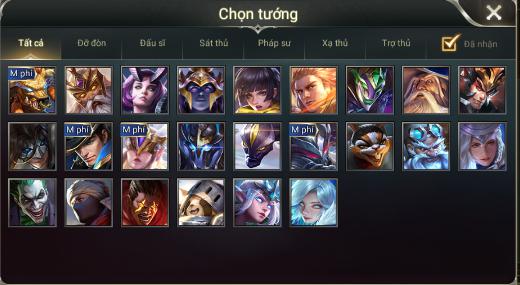 Chọn tướng
Tất cả Đỡ đòn Đấu sĩ Sát thủ Pháp sư Xạ thủ Trợ thủ Đã nhận
M phí
M phí M phí M phí